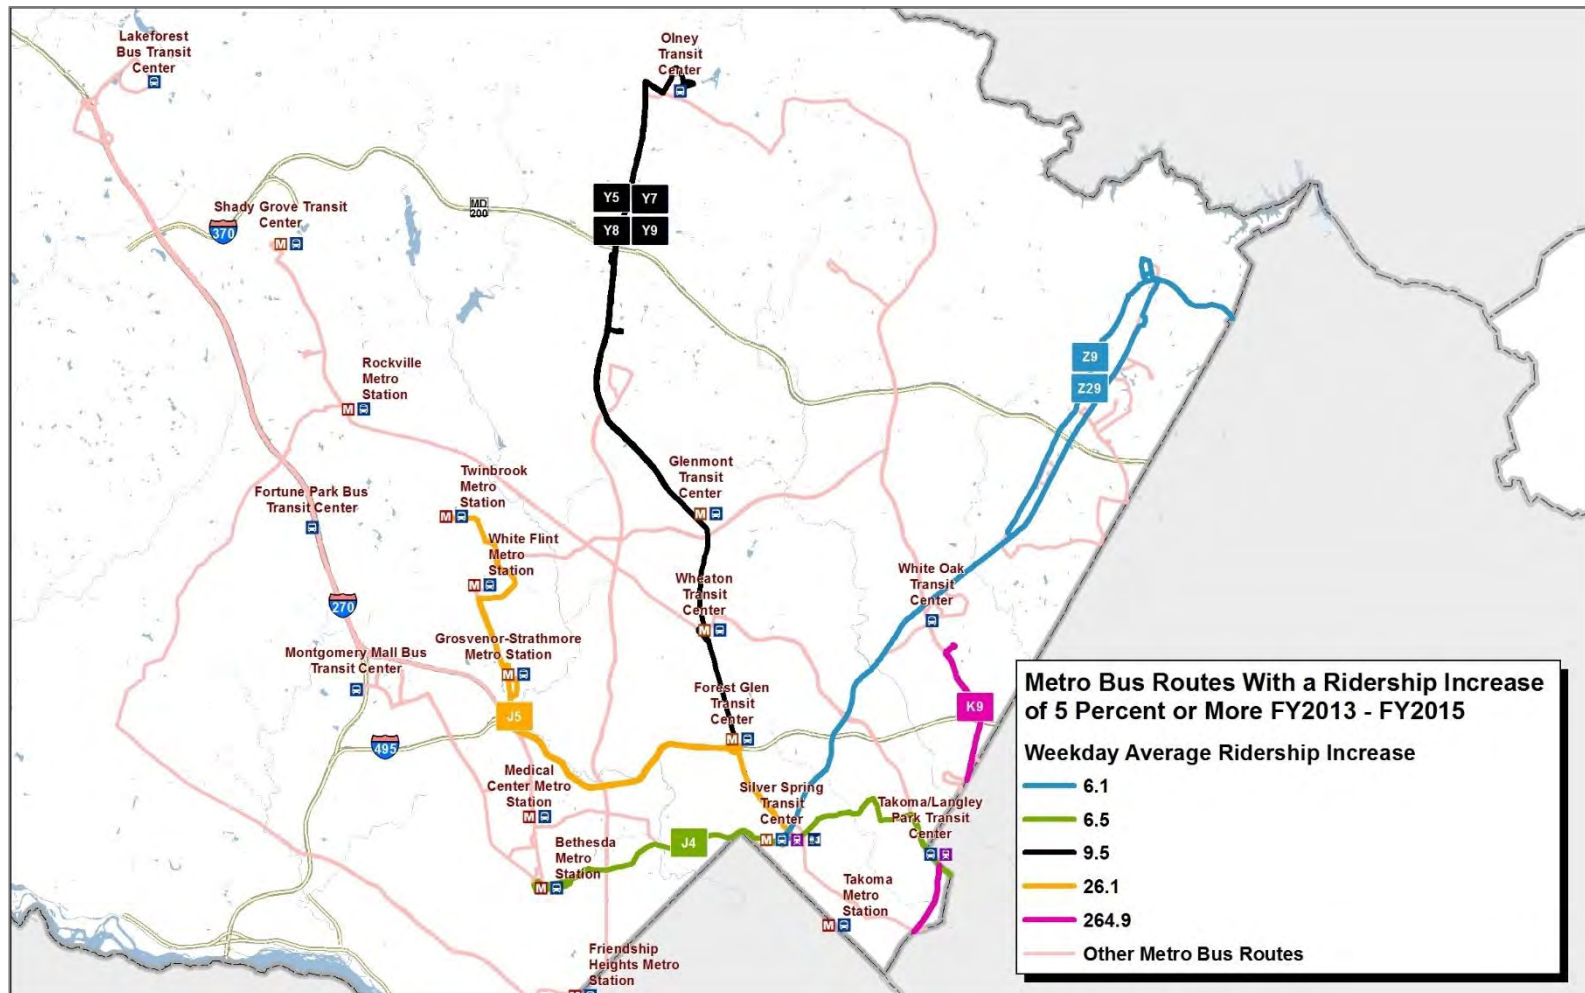 Lakeforest
Bus Transit
Center
Olney
Transit
Center
Shady Grove Transit
Center
370
MD
200
Y5
Y7
Y8
Y9
Z9
Z29
Rockville
Metro
Station
Twinbrook
Metro
Station
Glenmont
Transit
Center
Fortune Park Bus
Transit Center
White Flint
Metro
Station
White Oak
Transit
Center
Wheaton
Transit
Center
270
Grosvenor-Strathmore
Metro Station
Montgomery Mall Bus
Transit Center
Forest Glen
Transit
Center
J5
K9
495
Medical
Center Metro
Station
Silver Spring
Transit
Center
Takoma/Langley
Park Transit
Center
J4
Bethesda
Metro
Station
Takoma
Metro
Station
Friendship
Heights Metro
Station
Metro Bus Routes With a Ridership Increase
of 5 Percent or More FY2013 - FY2015
Weekday Average Ridership Increase
6.1
6.5
9.5
26.1
264.9
Other Metro Bus Routes